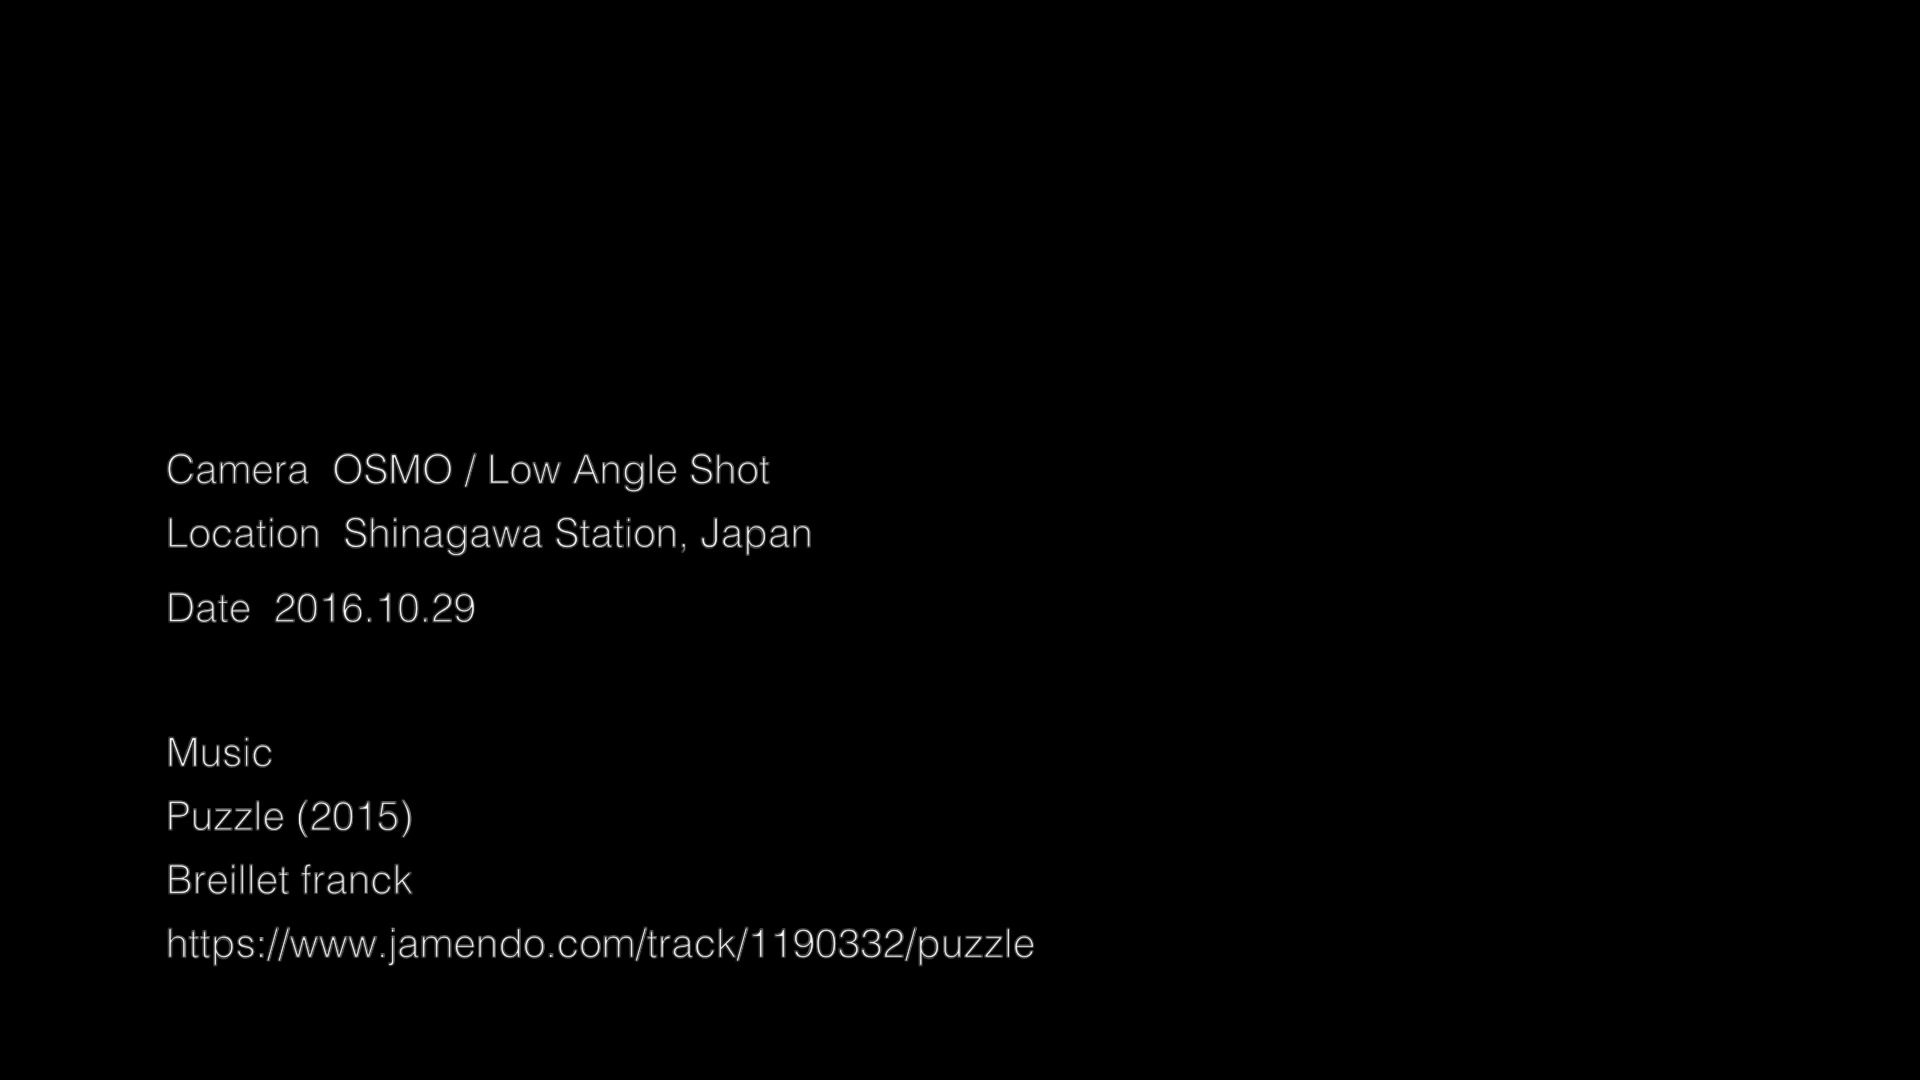 Camera  OSMO / Low Angle Shot
Location  Shinagawa Station, Japan
Date  2016.10.29
Music
Puzzle (2015)
Breillet franck
https://www.jamendo.com/track/1190332/puzzle